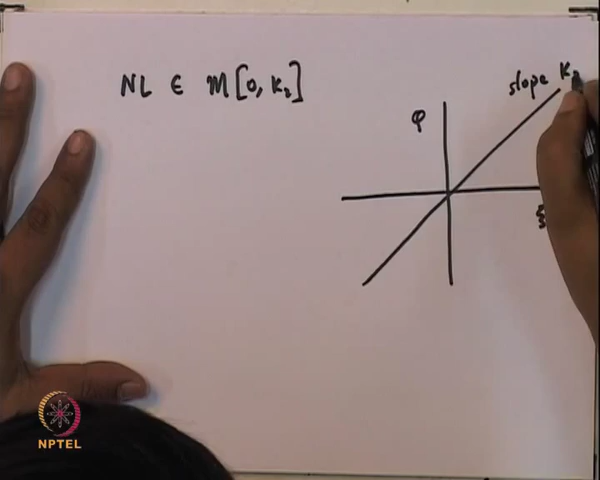 NL ∈ M[0, K₂]
slope K₂
φ
ξ
NPTEL